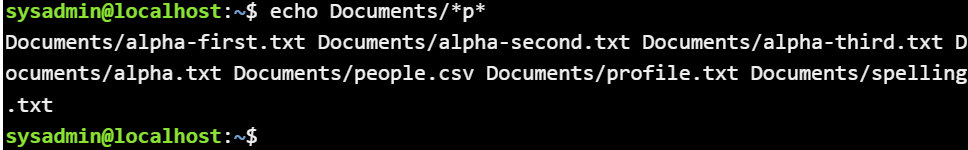 sysadmin@localhost:~$ echo Documents/*p*
Documents/alpha-first.txt Documents/alpha-second.txt Documents/alpha-third.txt D
ocuments/alpha.txt Documents/people.csv Documents/profile.txt Documents/spelling
.txt
sysadmin@localhost:~$